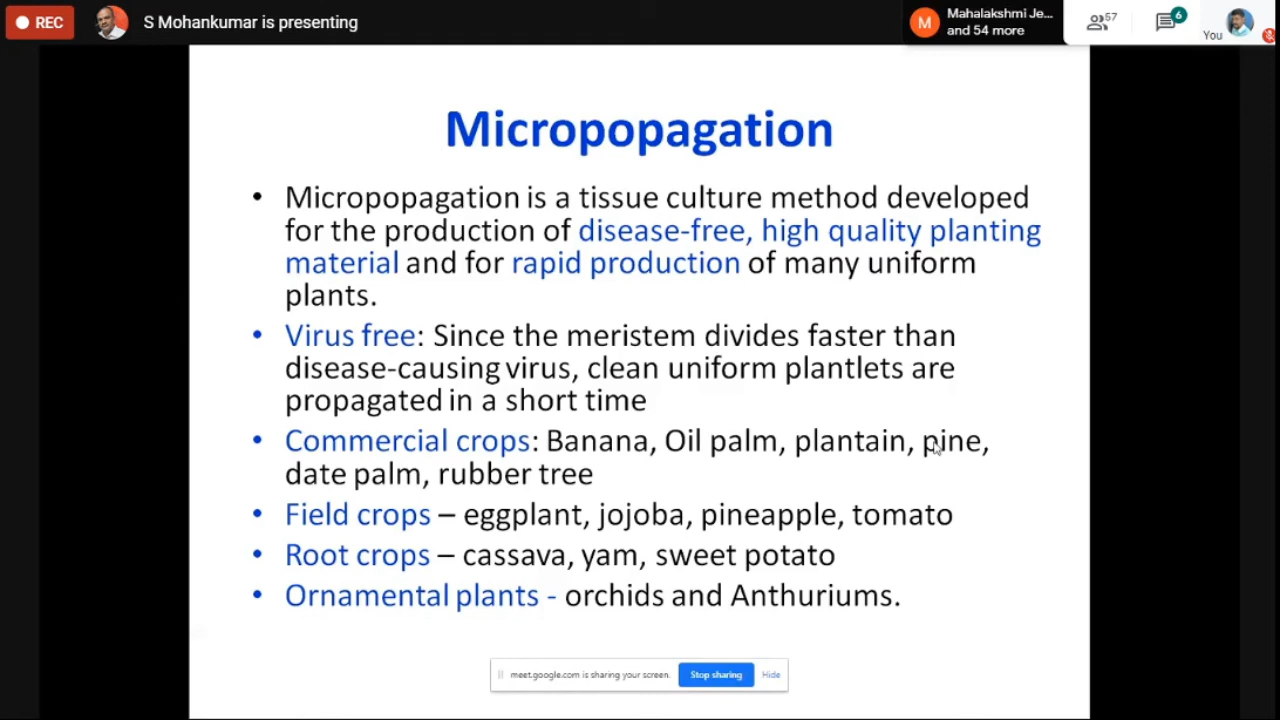 REC
S Mohankumar is presenting
M
Mahalakshmi Je...
and 54 more
57
6
You
Micropopagation
• Micropopagation is a tissue culture method developed
for the production of disease-free, high quality planting
material and for rapid production of many uniform
plants.
• Virus free: Since the meristem divides faster than
disease-causing virus, clean uniform plantlets are
propagated in a short time
• Commercial crops: Banana, Oil palm, plantain, pine,
date palm, rubber tree
• Field crops – eggplant, jojoba, pineapple, tomato
• Root crops – cassava, yam, sweet potato
• Ornamental plants - orchids and Anthuriums.
meet.google.com is sharing your screen.
Stop sharing
Hide